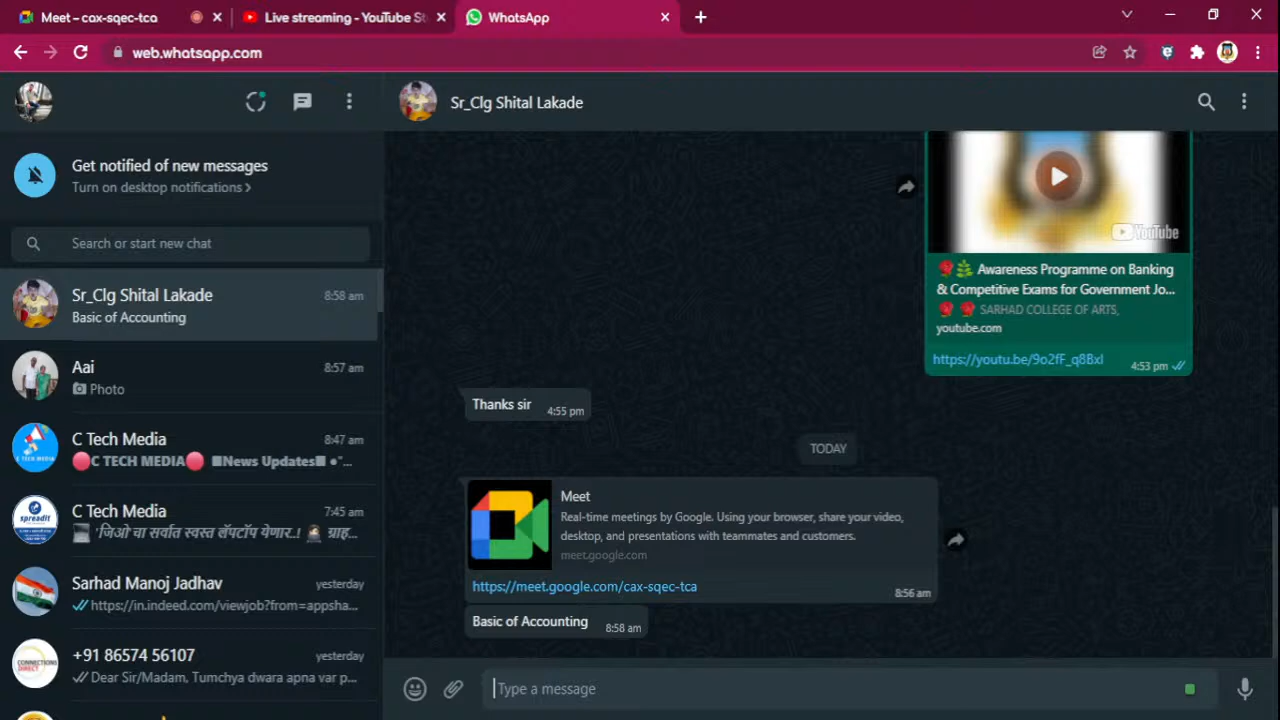 Meet – cax-sqec-tca
Live streaming - YouTube St
WhatsApp
web.whatsapp.com
Sr_Clg Shital Lakade
Get notified of new messages
Turn on desktop notifications >
Search or start new chat
Sr_Clg Shital Lakade 8:58 am
Basic of Accounting
Aai 8:57 am
Photo
C Tech Media 8:47 am
🔴C TECH MEDIA🔴 ■News Updates■ ●"...
C Tech Media 7:45 am
'जिओ चा सर्वात स्वस्त लॅपटॉप येणार..! ग्राह...
Sarhad Manoj Jadhav yesterday
https://in.indeed.com/viewjob?from=appsha...
+91 86574 56107 yesterday
Dear Sir/Madam, Tumchya dwara apna var p...
CONNECTIONS
DIRECT
spreadit
C TECH MEDIA
YouTube
🌹🌿 Awareness Programme on Banking
& Competitive Exams for Government Jo...
🌹 🌹 SARHAD COLLEGE OF ARTS,
youtube.com
https://youtu.be/9o2fF_q8BxI 4:53 pm
Thanks sir 4:55 pm
TODAY
Meet
Real-time meetings by Google. Using your browser, share your video,
desktop, and presentations with teammates and customers.
meet.google.com
https://meet.google.com/cax-sqec-tca
8:56 am
Basic of Accounting 8:58 am
Type a message